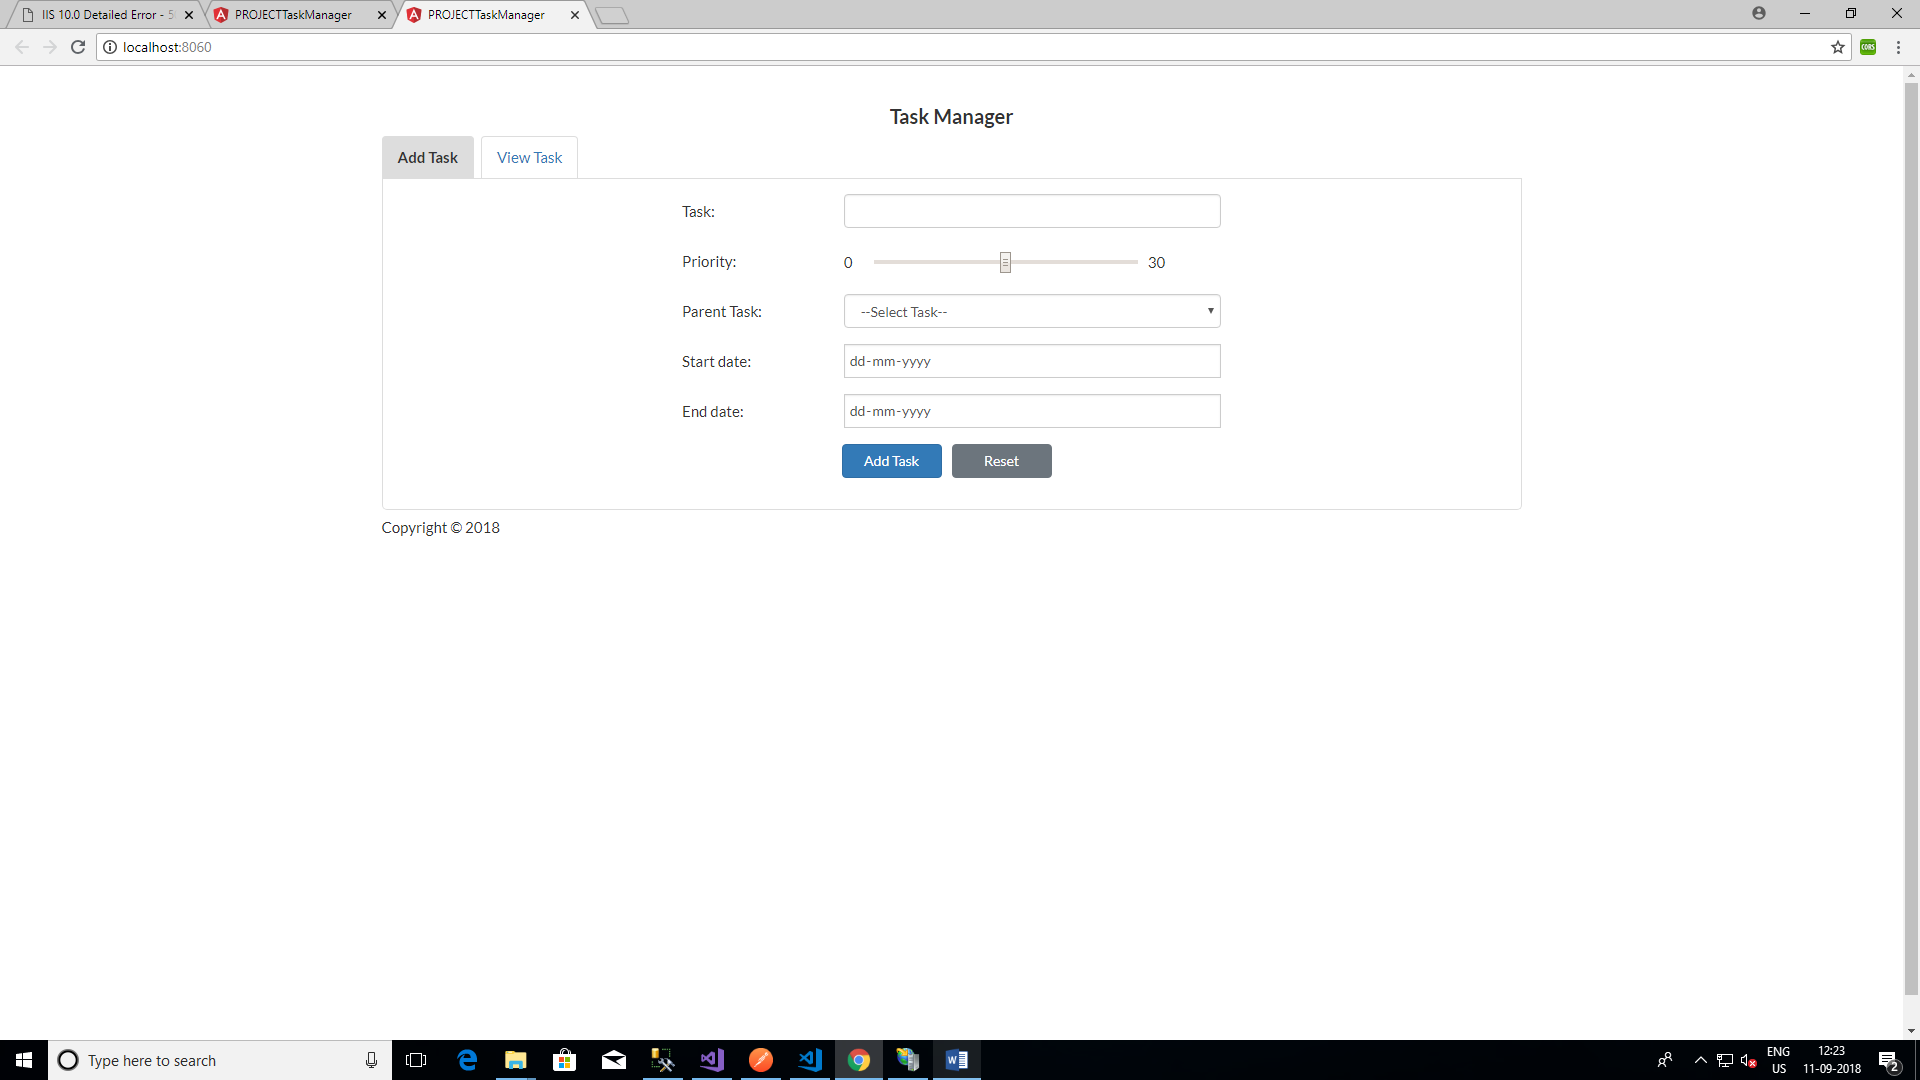 IIS 10.0 Detailed Error - 5
PROJECTTaskManager
PROJECTTaskManager
localhost:8060
CORS
Task Manager
Add Task
View Task
Task:
Priority:
0
30
Parent Task:
--Select Task--
Start date:
dd-mm-yyyy
End date:
dd-mm-yyyy
Add Task
Reset
Copyright © 2018
Type here to search
ENG
US
12:23
11-09-2018
2